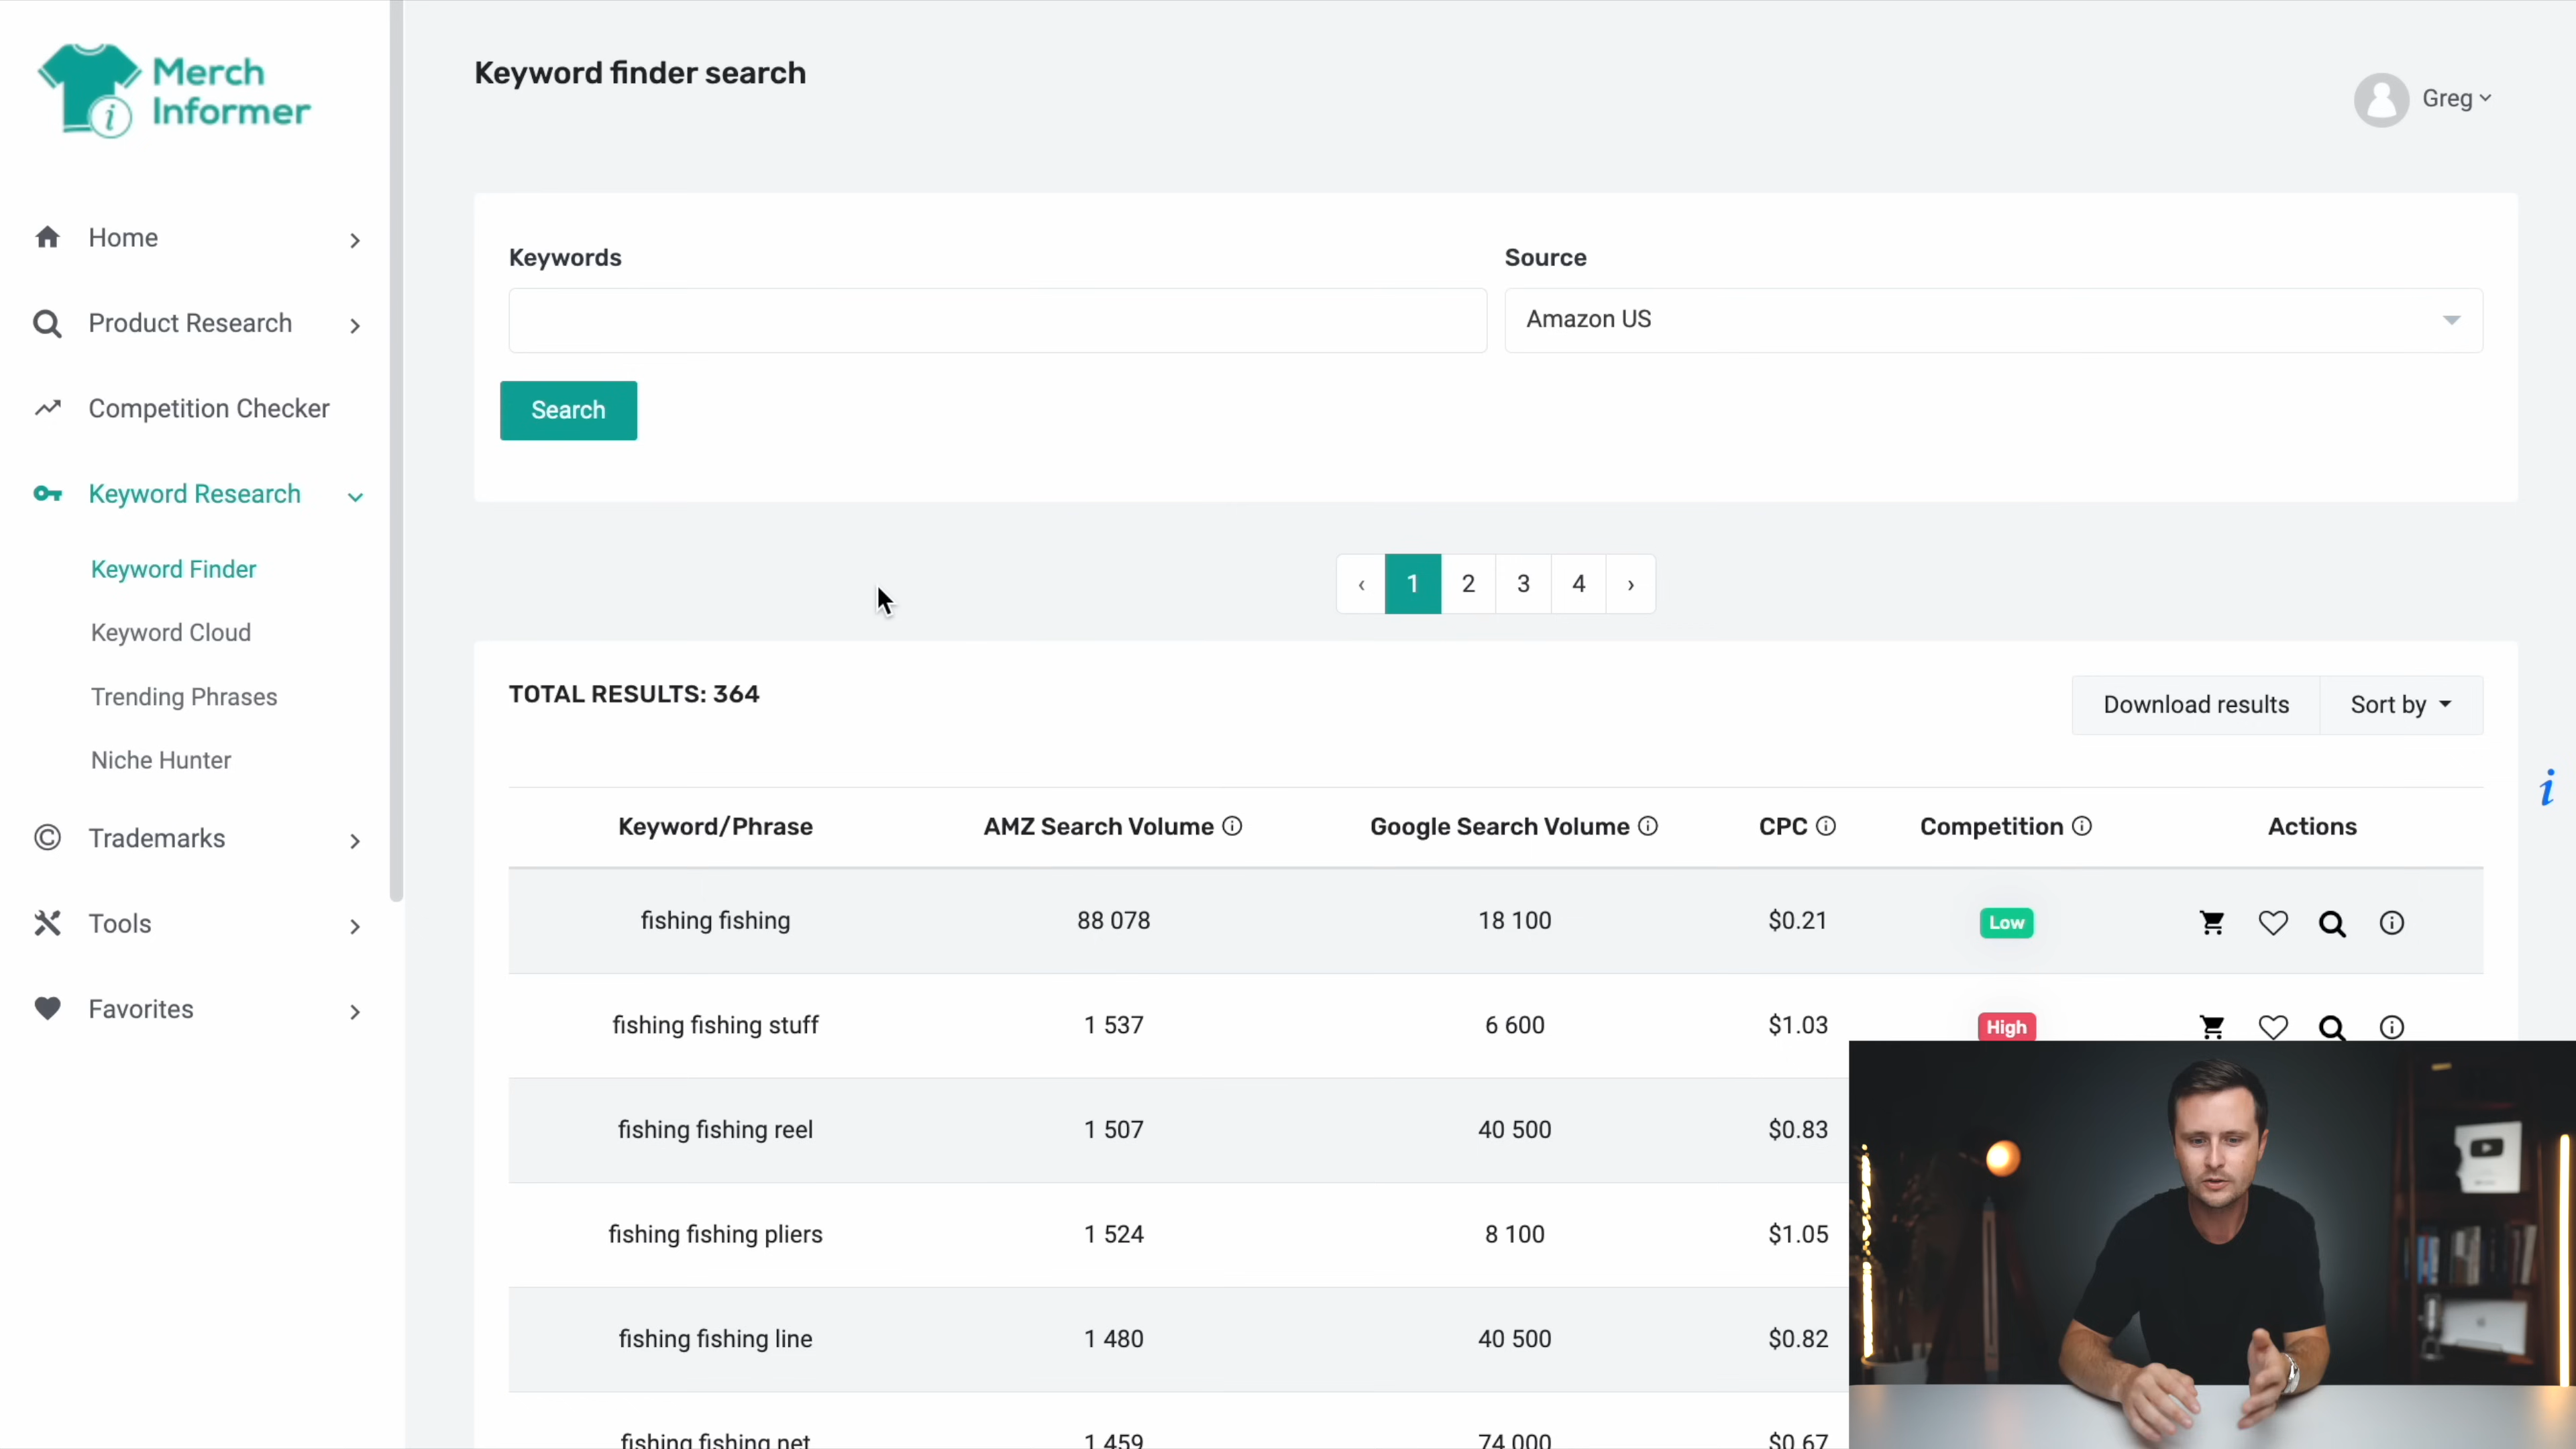 Merch
Informer
Home
Product Research
Competition Checker
Keyword Research
Keyword Finder
Keyword Cloud
Trending Phrases
Niche Hunter
Trademarks
Tools
Favorites
Keyword finder search
Greg
Keywords
Source
Amazon US
Search
‹ 1 2 3 4 ›
TOTAL RESULTS: 364
Download results
Sort by
Keyword/Phrase AMZ Search Volume Google Search Volume CPC Competition Actions
fishing fishing 88 078 18 100 $0.21 Low
fishing fishing stuff 1 537 6 600 $1.03 High
fishing fishing reel 1 507 40 500 $0.83
fishing fishing pliers 1 524 8 100 $1.05
fishing fishing line 1 480 40 500 $0.82
fishing fishing net 1 459 74 000 $0.67